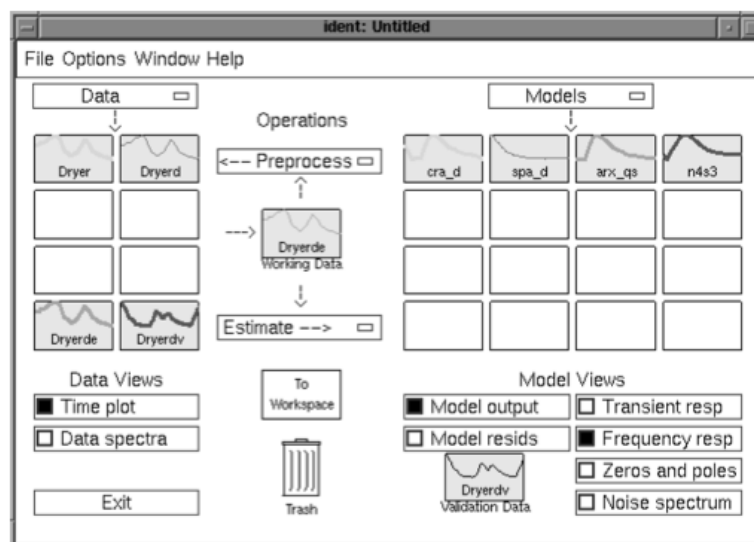 ident: Untitled
File Options Window Help
Data
Models
Operations
Dryer
Dryerd
<-- Preprocess
cra_d
spa_d
arx_qs
n4s3
--->
Dryerde
Working Data
Dryerde
Dryerdv
Estimate -->
Data Views
To
Workspace
Model Views
Time plot
Model output
Transient resp
Data spectra
Model resids
Frequency resp
Zeros and poles
Exit
Trash
Dryerdv
Validation Data
Noise spectrum